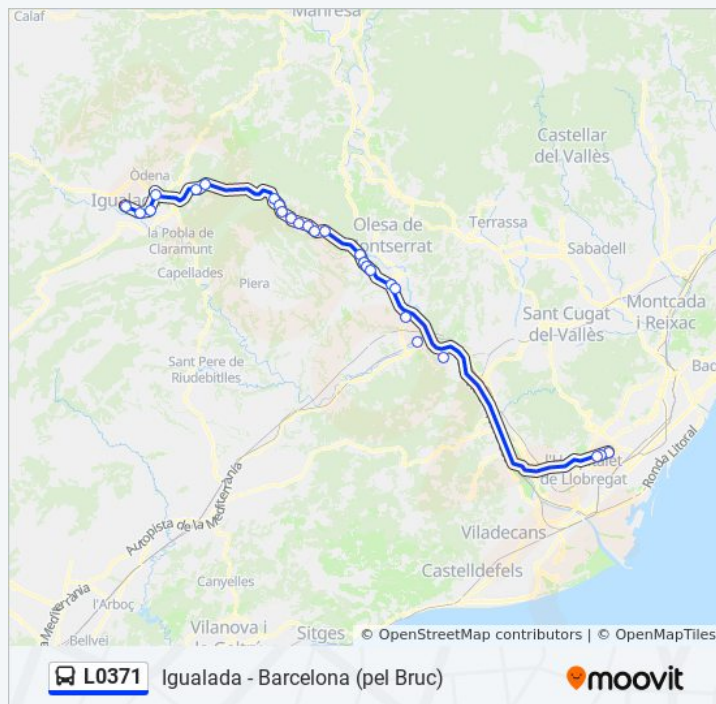 Calaf
Manresa
Castellar
del Vallès
Òdena
la Pobla de
Claramunt
Capellades
Olesa de
Terrassa
Sabadell
Piera
Montcada
i Reixac
Sant Cugat
del Vallès
Sant Pere de
Riudebitlles
de Llobregat
Ronda Litoral
Autopista de la Mediterrània
Viladecans
Castelldefels
Canyelles
l'Arboç
Bellvei
Vilanova i
Sitges
© OpenStreetMap contributors | © OpenMapTiles
L0371 Igualada - Barcelona (pel Bruc)
moovit